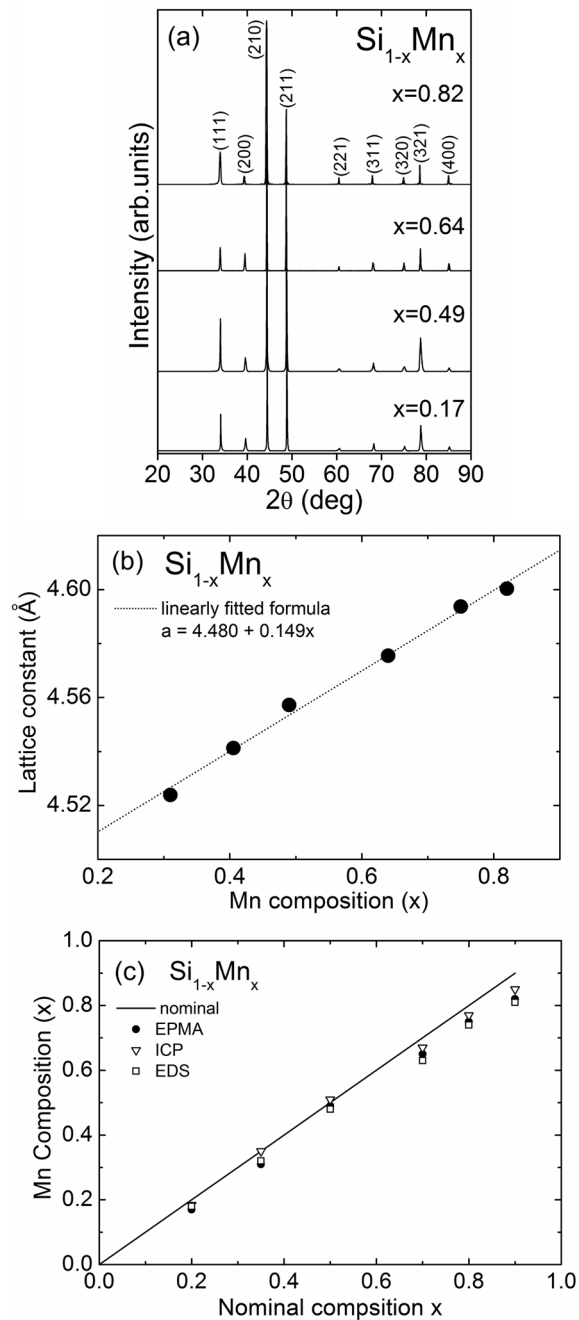 (a)
Si1-xMnx
x=0.82
(111)
(200)
(210)
(211)
(221)
(311)
(320)
(321)
(400)
x=0.64
x=0.49
x=0.17
Intensity (arb.units)
20 30 40 50 60 70 80 90
2θ (deg)
(b) Si1-xMnx
linearly fitted formula
a = 4.480 + 0.149x
4.60
4.56
4.52
Lattice constant (Å)
0.2 0.4 0.6 0.8
Mn composition (x)
(c) Si1-xMnx
nominal
EPMA
ICP
EDS
1.0
0.8
0.6
0.4
0.2
0.0
Mn Composition (x)
0.0 0.2 0.4 0.6 0.8 1.0
Nominal compsition x